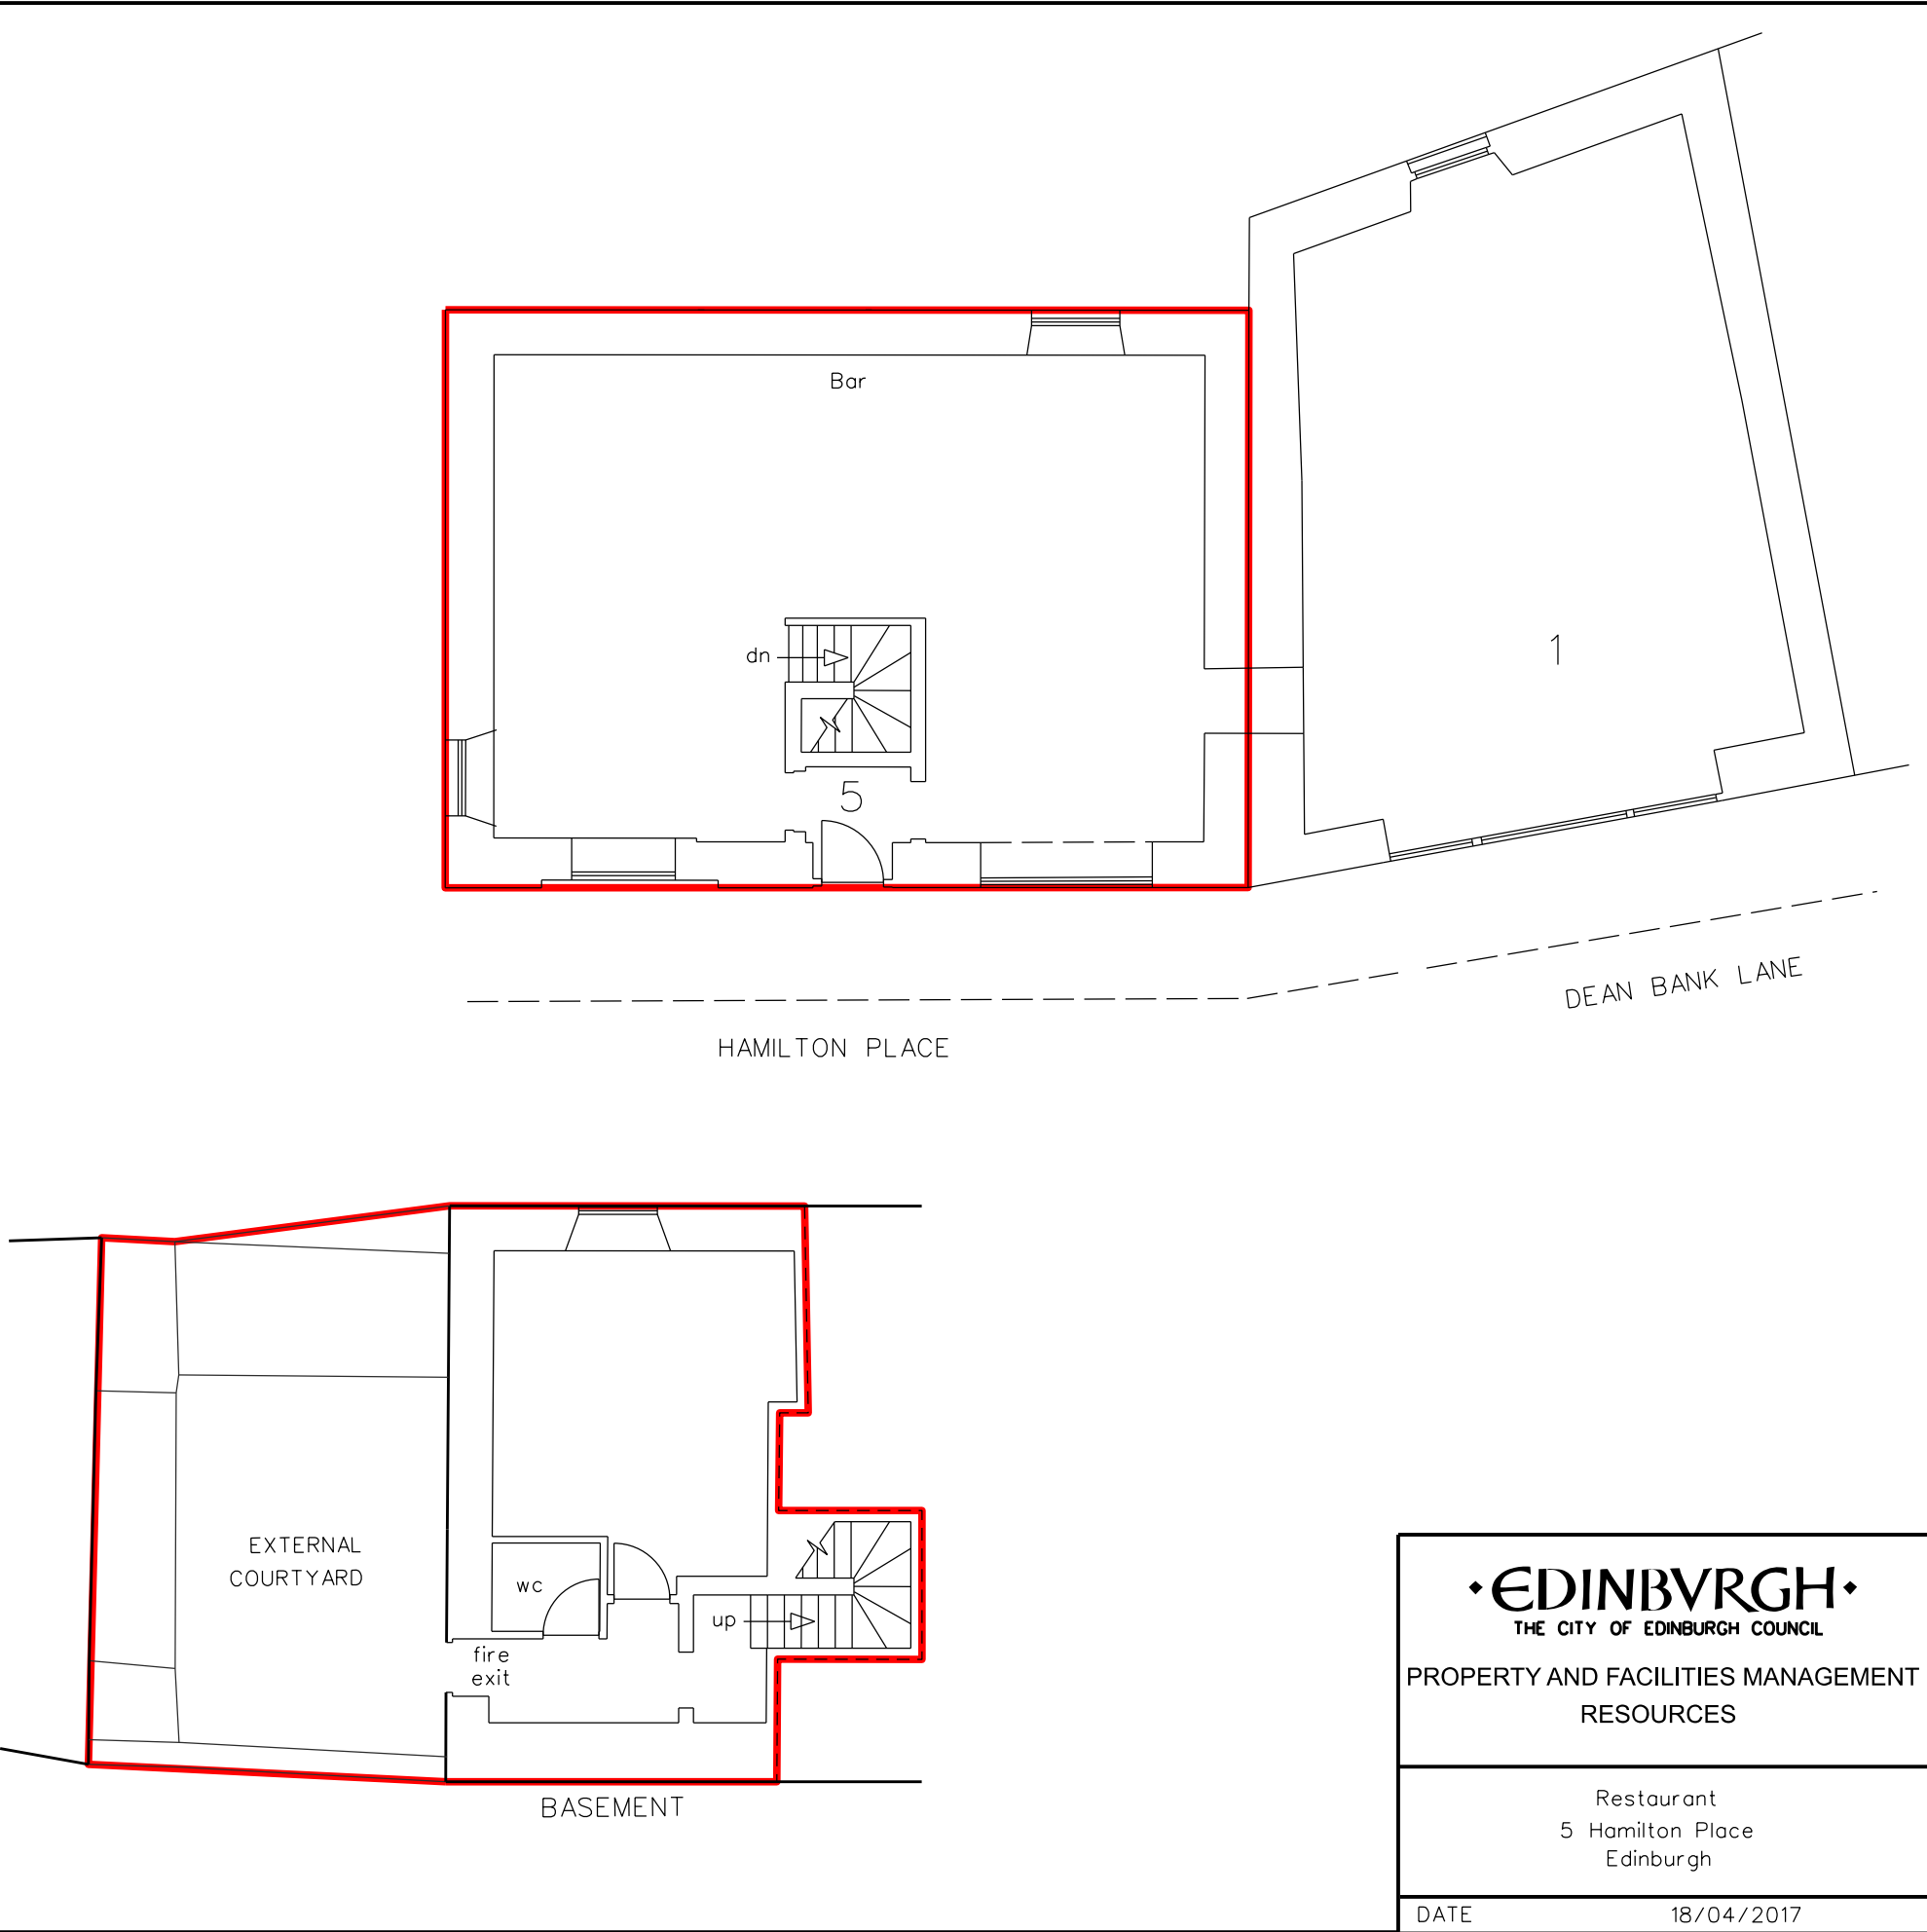 Bar
dn
5
1
DEAN BANK LANE
HAMILTON PLACE
EXTERNAL
COURTYARD
wc
up
fire
exit
BASEMENT
·EDINBVRGH·
THE CITY OF EDINBURGH COUNCIL
PROPERTY AND FACILITIES MANAGEMENT
RESOURCES
Restaurant
5 Hamilton Place
Edinburgh
DATE 18/04/2017